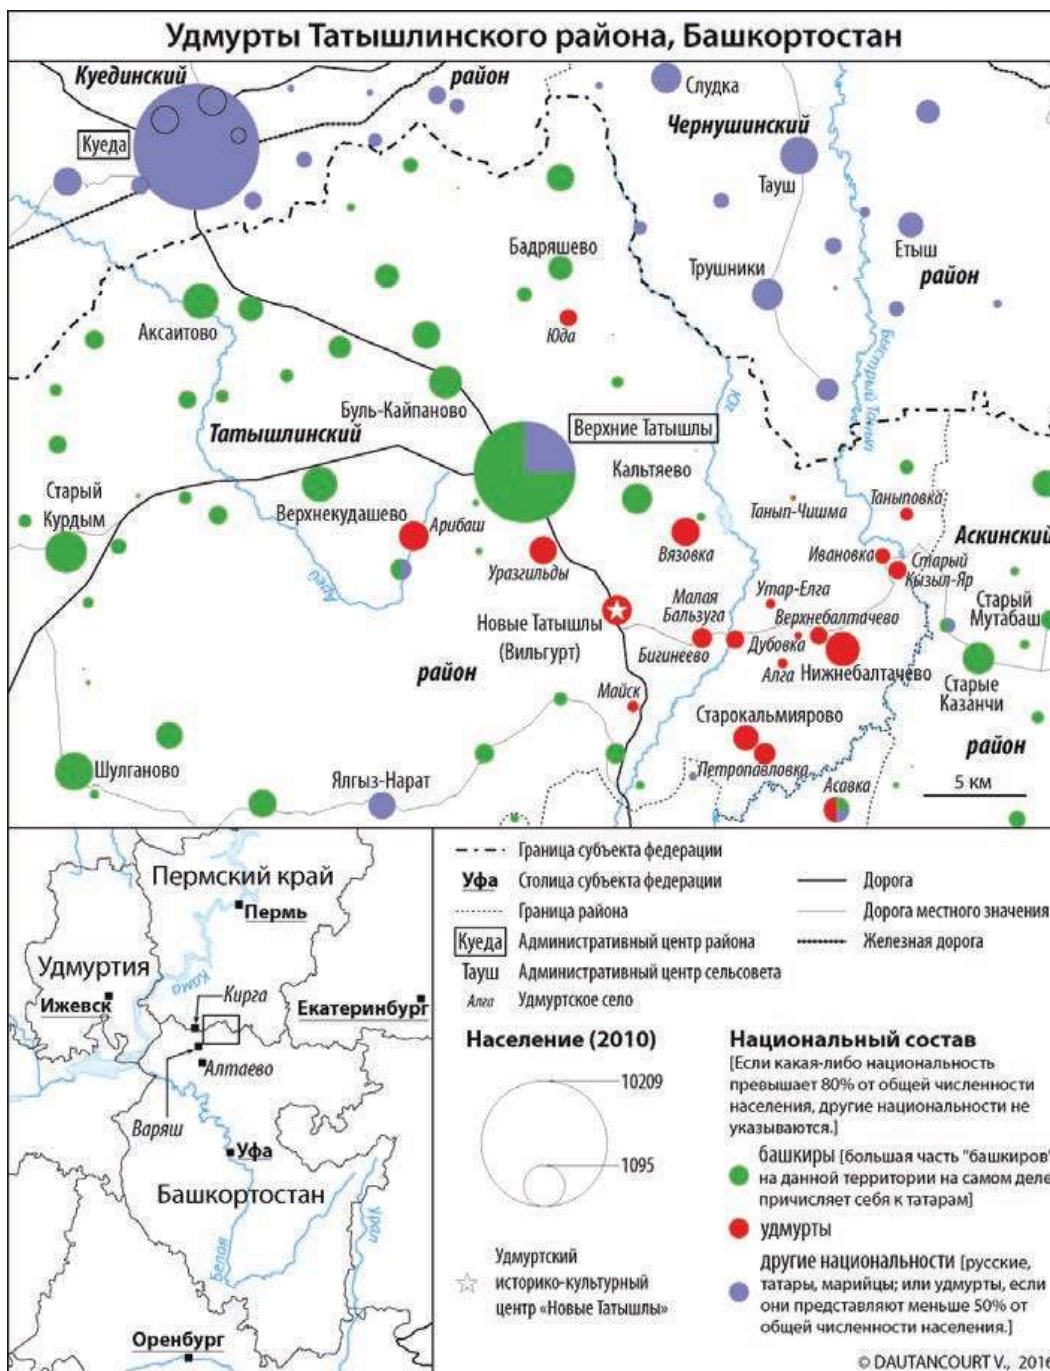 Удмурты Татышлинского района, Башкортостан
Куединский
район
Слудка
Чернушинский
Куеда
Тауш
Бадряшево
Етыш
Трушники
район
Аксаитово
Юда
Быстрый Танып
Юг
Буль-Кайпаново
Татышлинский
Верхние Татышлы
Кальтяево
Старый
Курдым
Верхнекудашево
Арибаш
Танып-Чишма
Таныповка
Вязовка
Аскинский
Ивановка
Старый
Кызыл-Яр
Уразгильды
Арей
Утар-Елга
Малая
Бальзуга
Старый
Мутабаш
Верхнебалтачево
Новые Татышлы
(Вильгурт)
Бигинеево
Дубовка
Алга
Нижнебалтачево
район
Старые
Казанчи
Майск
Старокальмиярово
район
Шулганово
Ялгыз-Нарат
Петропавловка
Асавка
5 км
Пермский край
Пермь
Удмуртия
Кама
Ижевск
Кирга
Екатеринбург
Алтаево
Варяш
Уфа
Башкортостан
Белая
Урал
Оренбург
Граница субъекта федерации
Уфа Столица субъекта федерации
Дорога
Граница района
Дорога местного значения
Куеда Административный центр района
Железная дорога
Тауш Административный центр сельсовета
Алга Удмуртское село
Население (2010)
10209
1095
Удмуртский
историко-культурный
центр «Новые Татышлы»
Национальный состав
[Если какая-либо национальность
превышает 80% от общей численности
населения, другие национальности не
указываются.]
башкиры [большая часть "башкиров"
на данной территории на самом деле
причисляет себя к татарам]
удмурты
другие национальности [русские,
татары, марийцы; или удмурты, если
они представляют меньше 50% от
общей численности населения.]
© DAUTANCOURT V., 2016